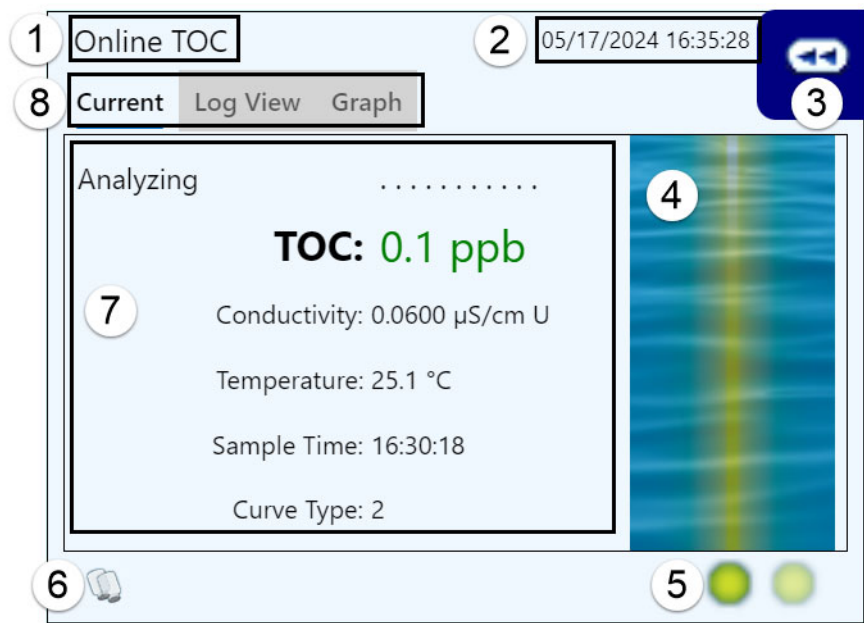 1 Online TOC 2 05/17/2024 16:35:28
3
8 Current Log View Graph
Analyzing ...........
4
TOC: 0.1 ppb
7 Conductivity: 0.0600 µS/cm U
Temperature: 25.1 °C
Sample Time: 16:30:18
Curve Type: 2
6 5